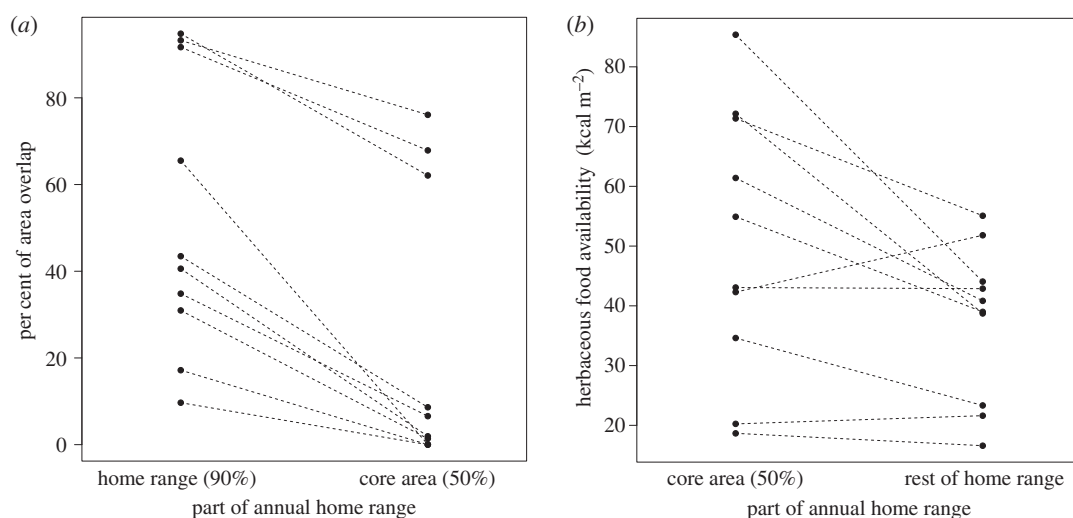 (a)
per cent of area overlap
80
60
40
20
0
home range (90%) core area (50%)
part of annual home range
(b)
herbaceous food availability (kcal m⁻²)
80
70
60
50
40
30
20
core area (50%) rest of home range
part of annual home range